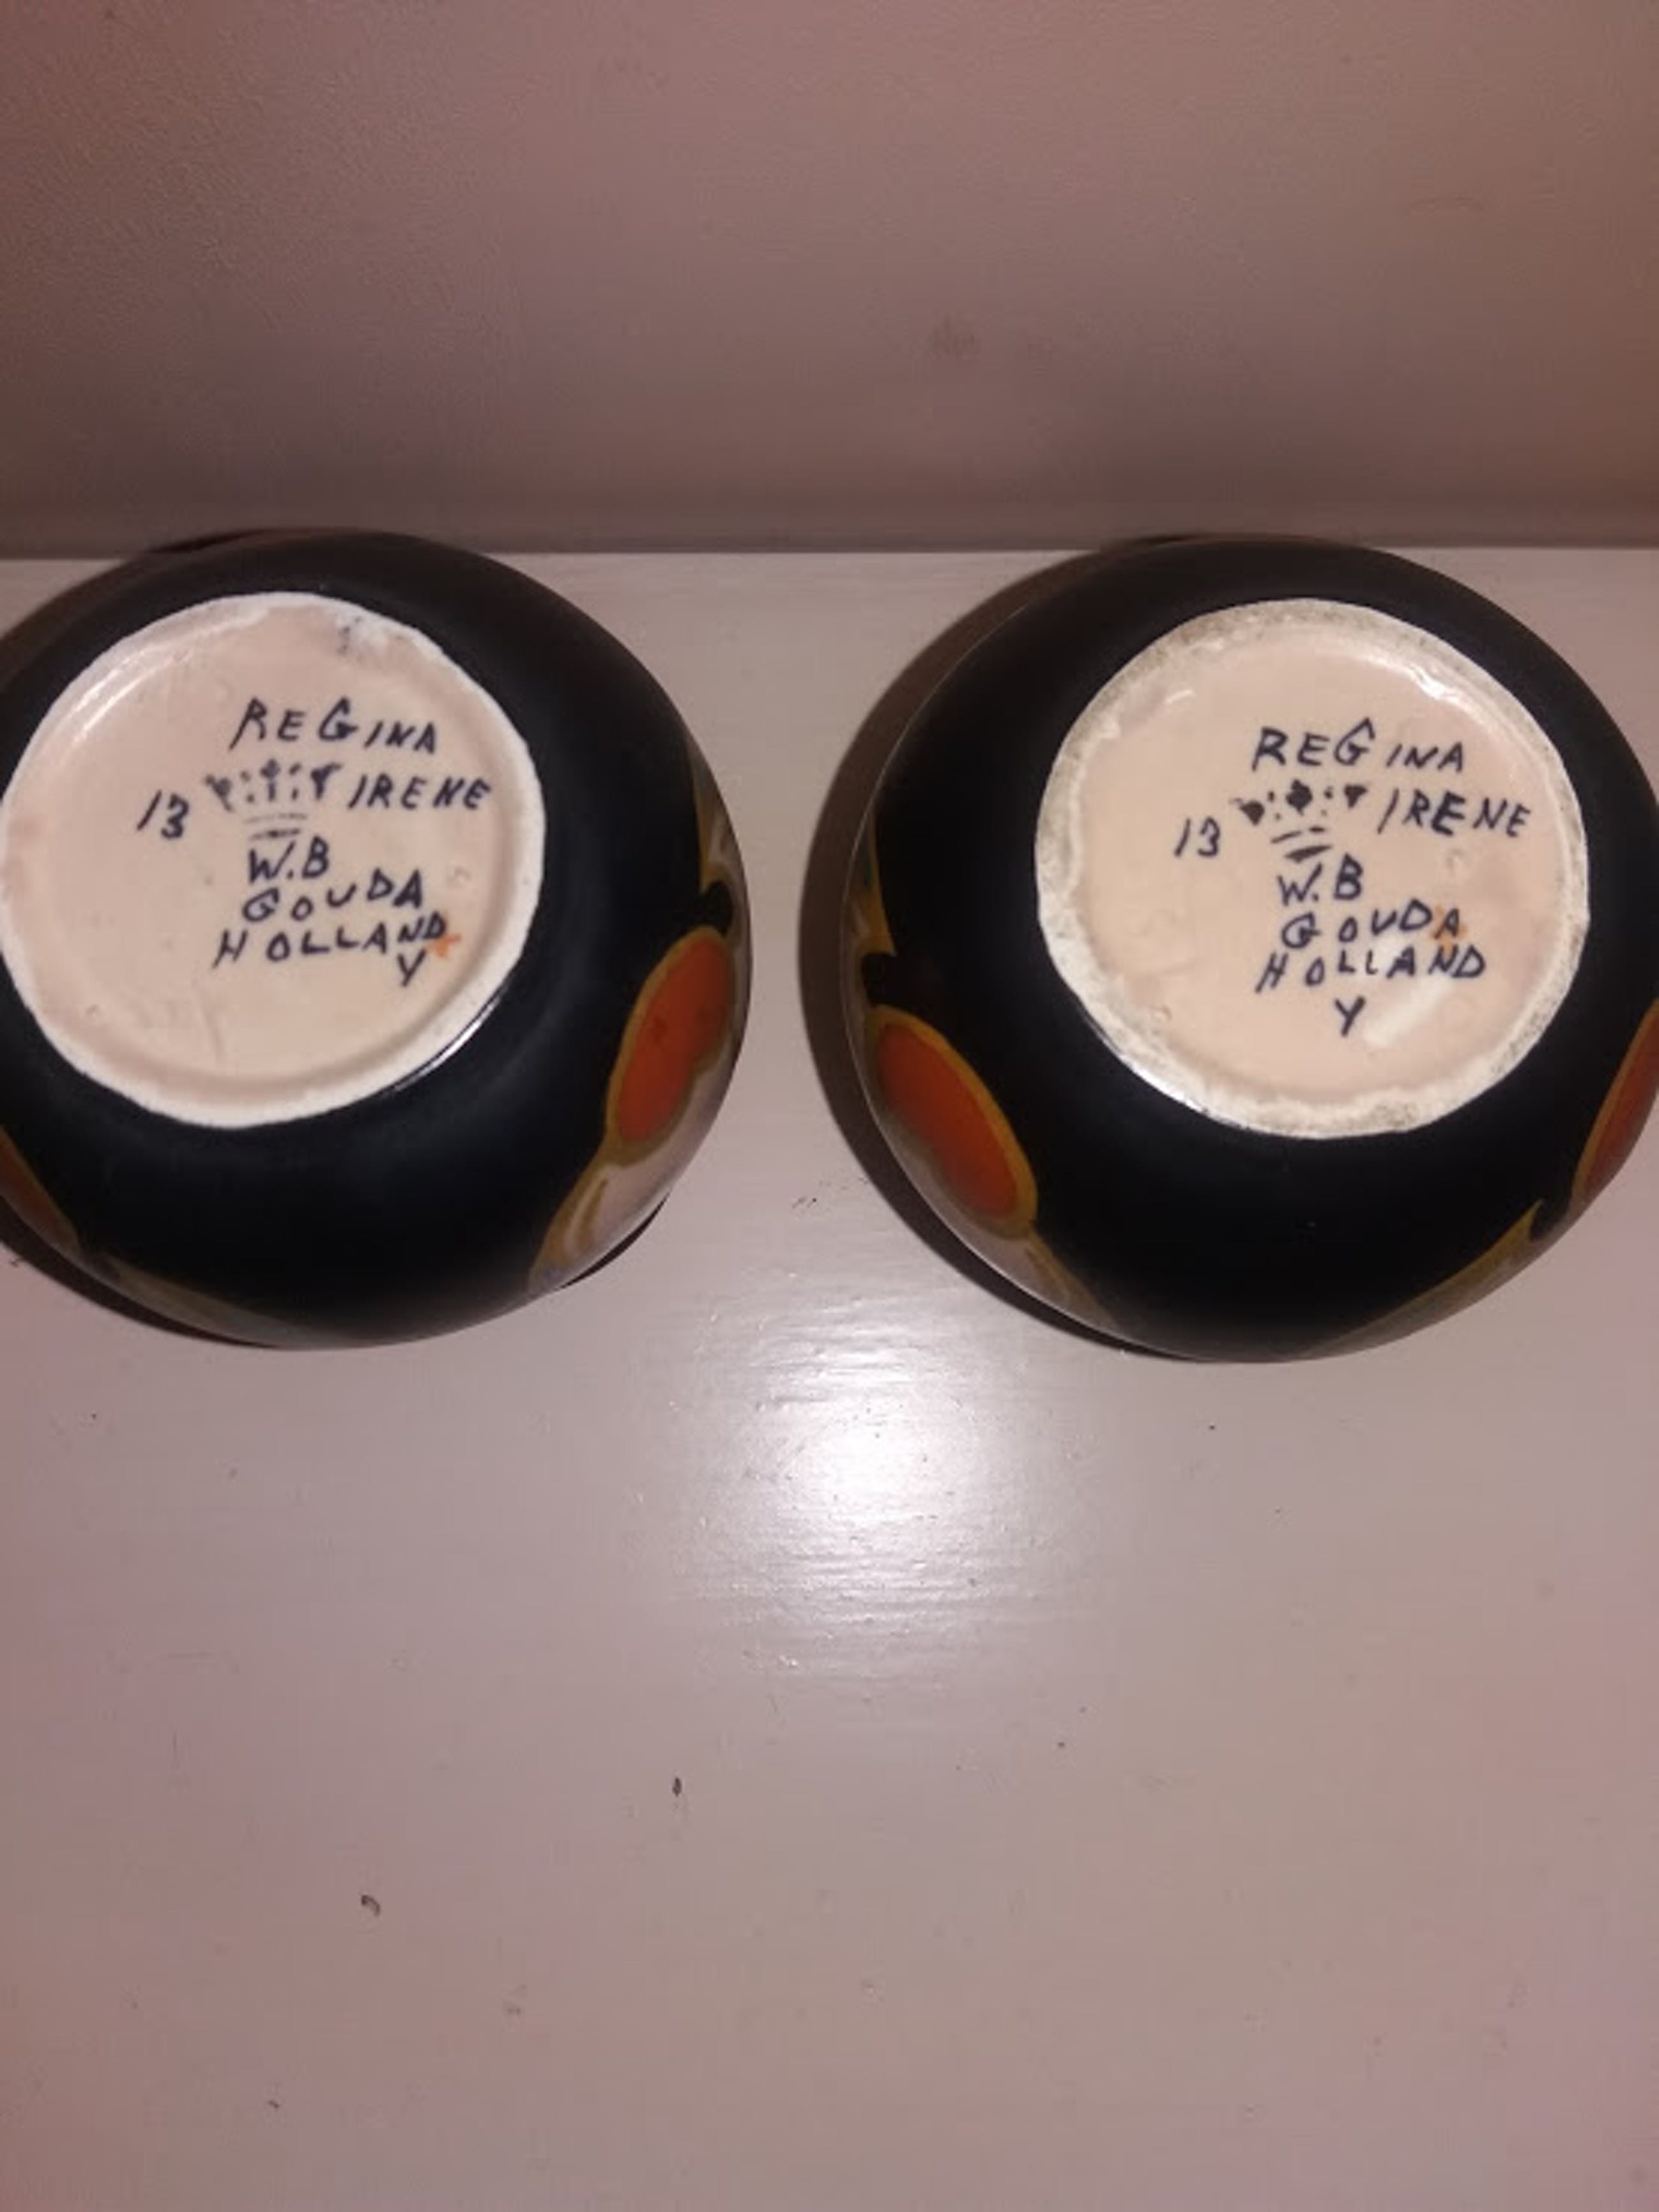 REGINA
13 IRENE
W.B
GOUDA
HOLLAND
Y
REGINA
13 IRENE
W.B
GOUDA
HOLLAND
Y